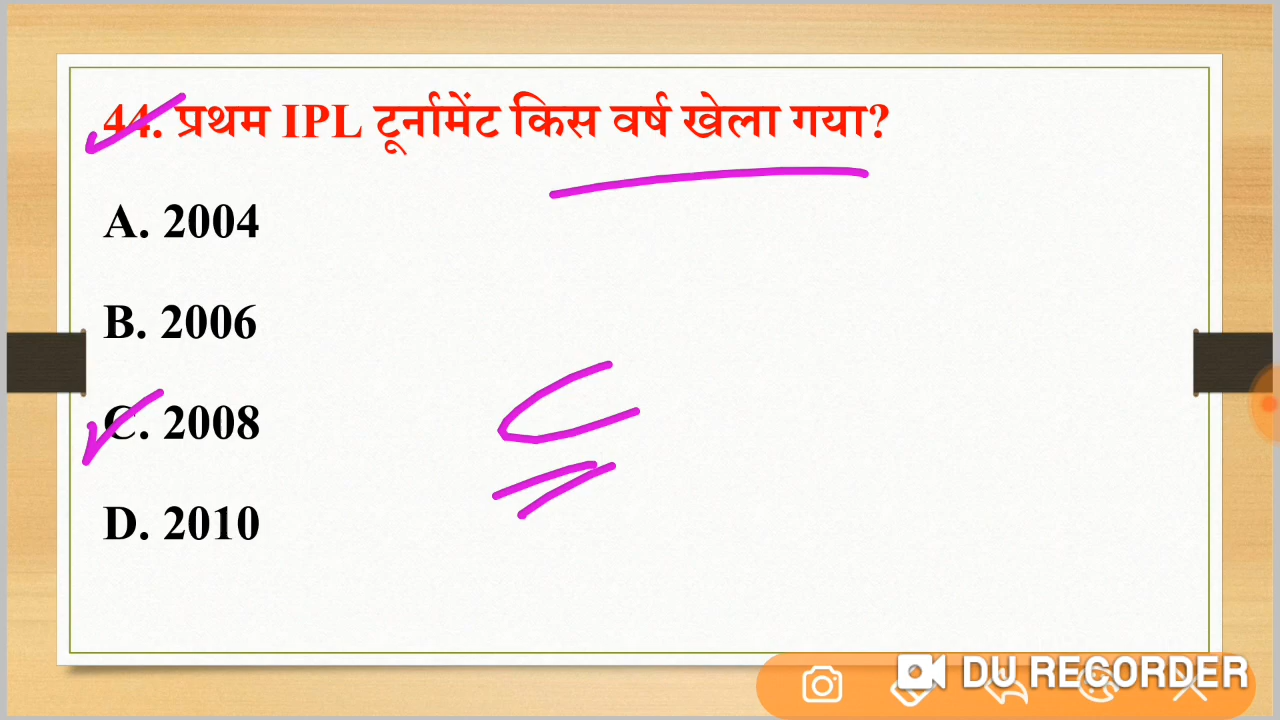 44. प्रथम IPL टूर्नामेंट किस वर्ष खेला गया?
A. 2004
B. 2006
C. 2008
D. 2010
C
DU RECORDER